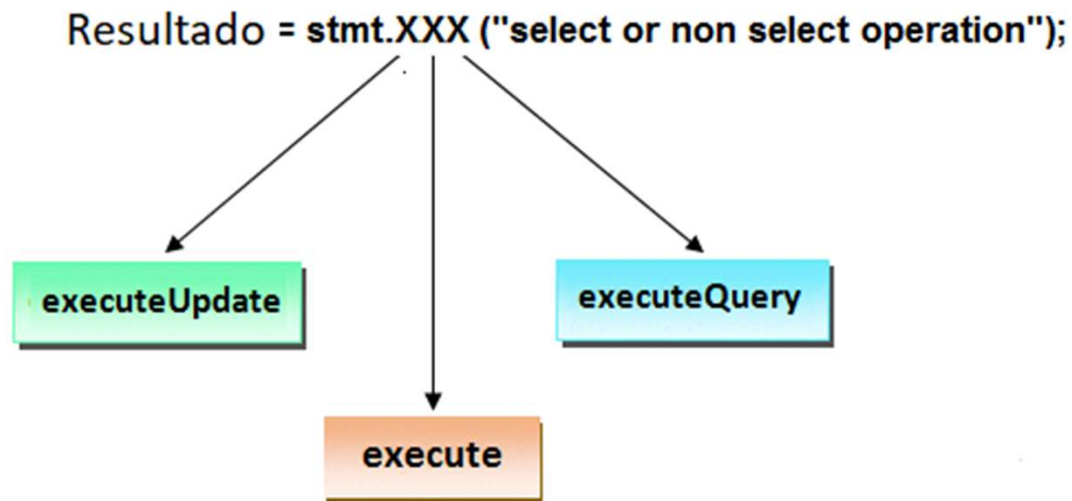 Resultado = stmt.XXX ("select or non select operation");
executeUpdate
executeQuery
execute